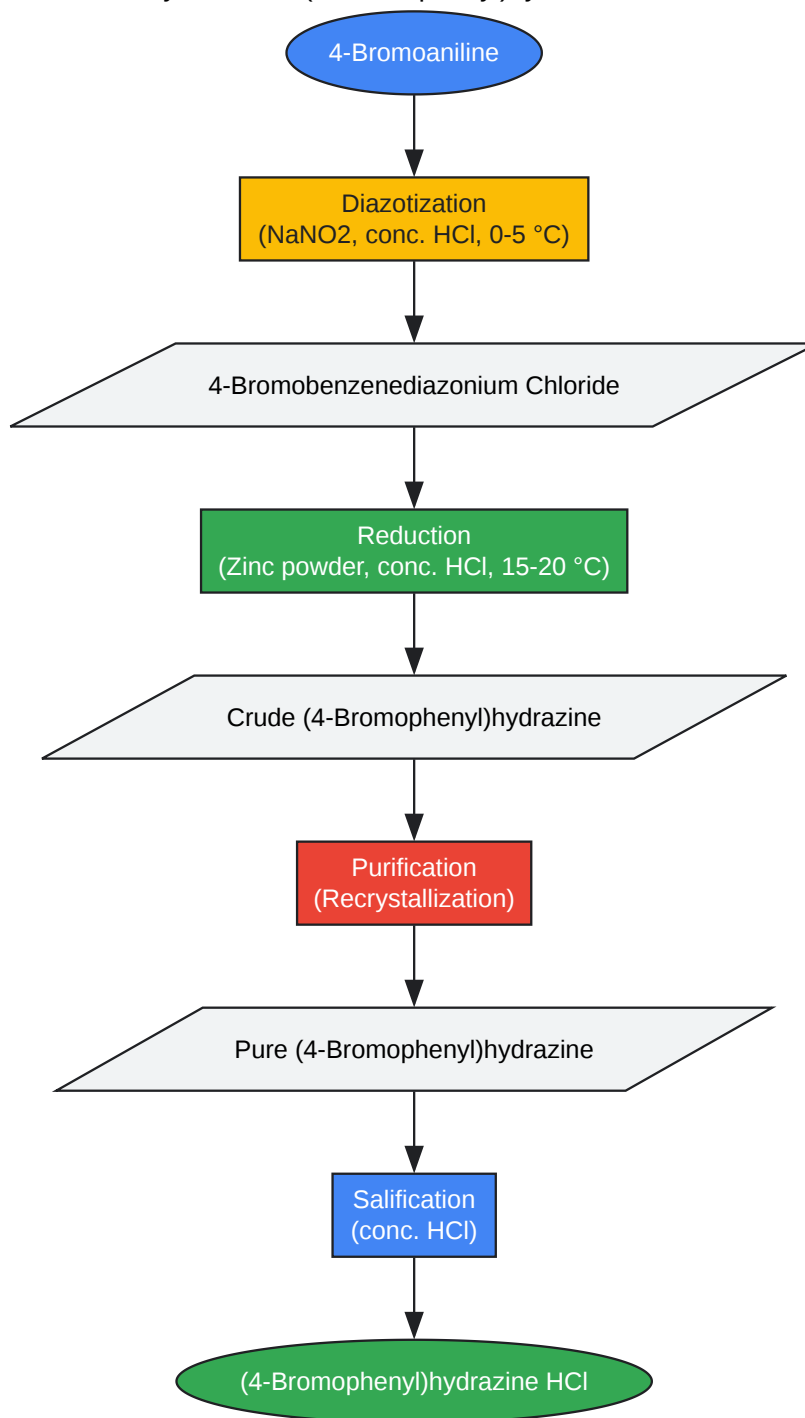 4-Bromoaniline
Diazotization
(NaNO2, conc. HCl, 0-5 °C)
4-Bromobenzenediazonium Chloride
Reduction
(Zinc powder, conc. HCl, 15-20 °C)
Crude (4-Bromophenyl)hydrazine
Purification
(Recrystallization)
Pure (4-Bromophenyl)hydrazine
Salification
(conc. HCl)
(4-Bromophenyl)hydrazine HCl